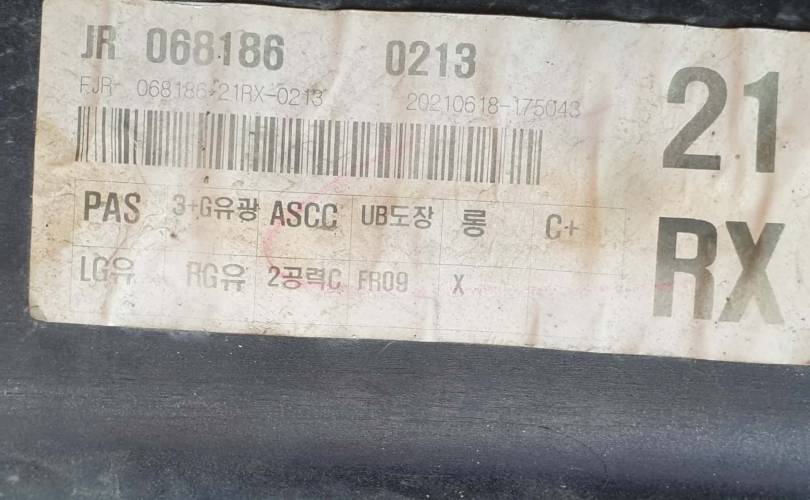 JR 068186 0213
FJR 068186-21RX-0213 20210618-175043
21
RX
PAS 3+G유광 ASCC UB도장 롱 C+
LG유 RG유 2공력C FR09 X